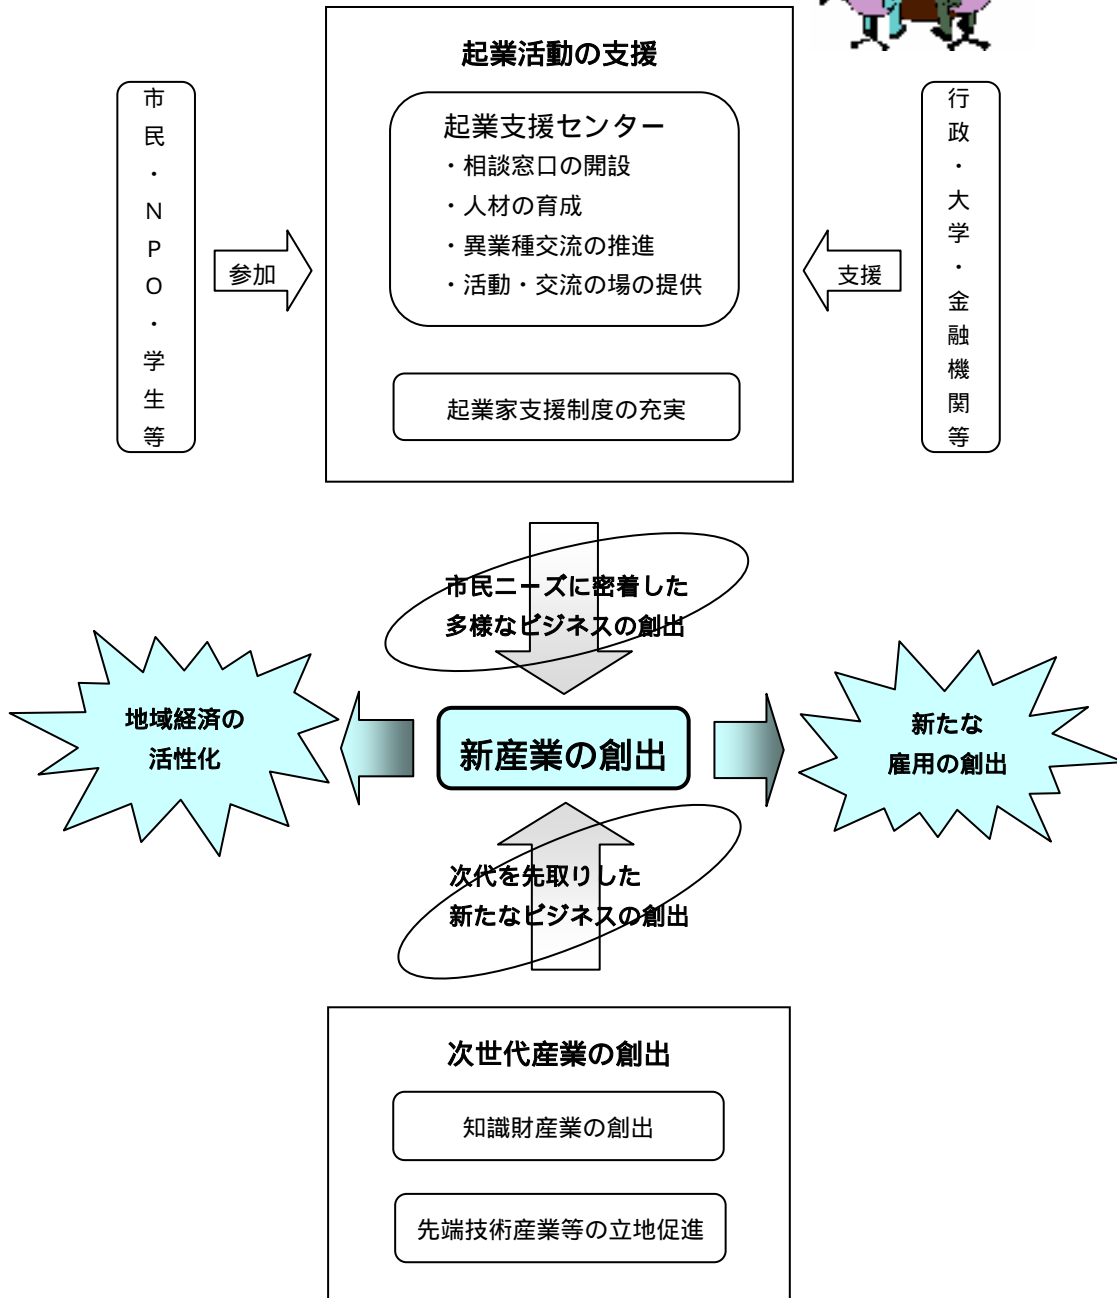 起業活動の支援
市民・NPO・学生等
起業支援センター
・相談窓口の開設
・人材の育成
・異業種交流の推進
・活動・交流の場の提供
行政・大学・金融機関等
参加
支援
起業家支援制度の充実
市民ニーズに密着した
多様なビジネスの創出
地域経済の
活性化
新産業の創出
新たな
雇用の創出
次代を先取りした
新たなビジネスの創出
次世代産業の創出
知識財産業の創出
先端技術産業等の立地促進